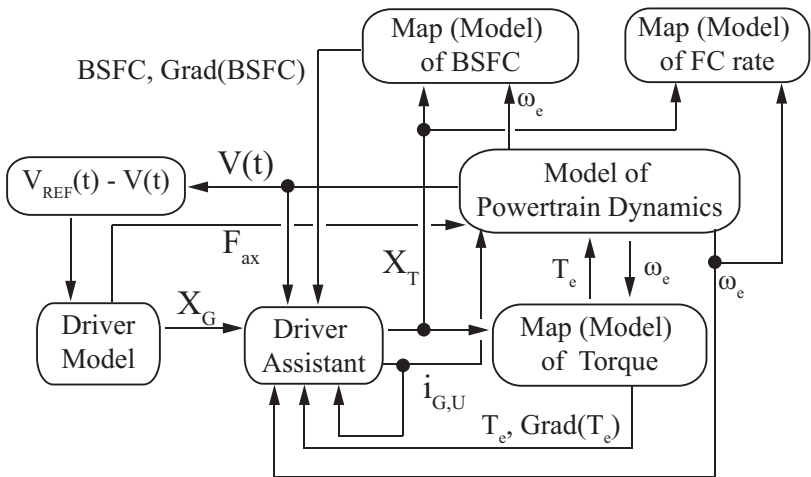 Map (Model)
of BSFC
Map (Model)
of FC rate
BSFC, Grad(BSFC)
ω_e
V(t)
V_REF(t) - V(t)
Model of
Powertrain Dynamics
F_ax
X_T
T_e
ω_e
ω_e
X_G
Driver
Model
Driver
Assistant
Map (Model)
of Torque
i_G,U
T_e, Grad(T_e)